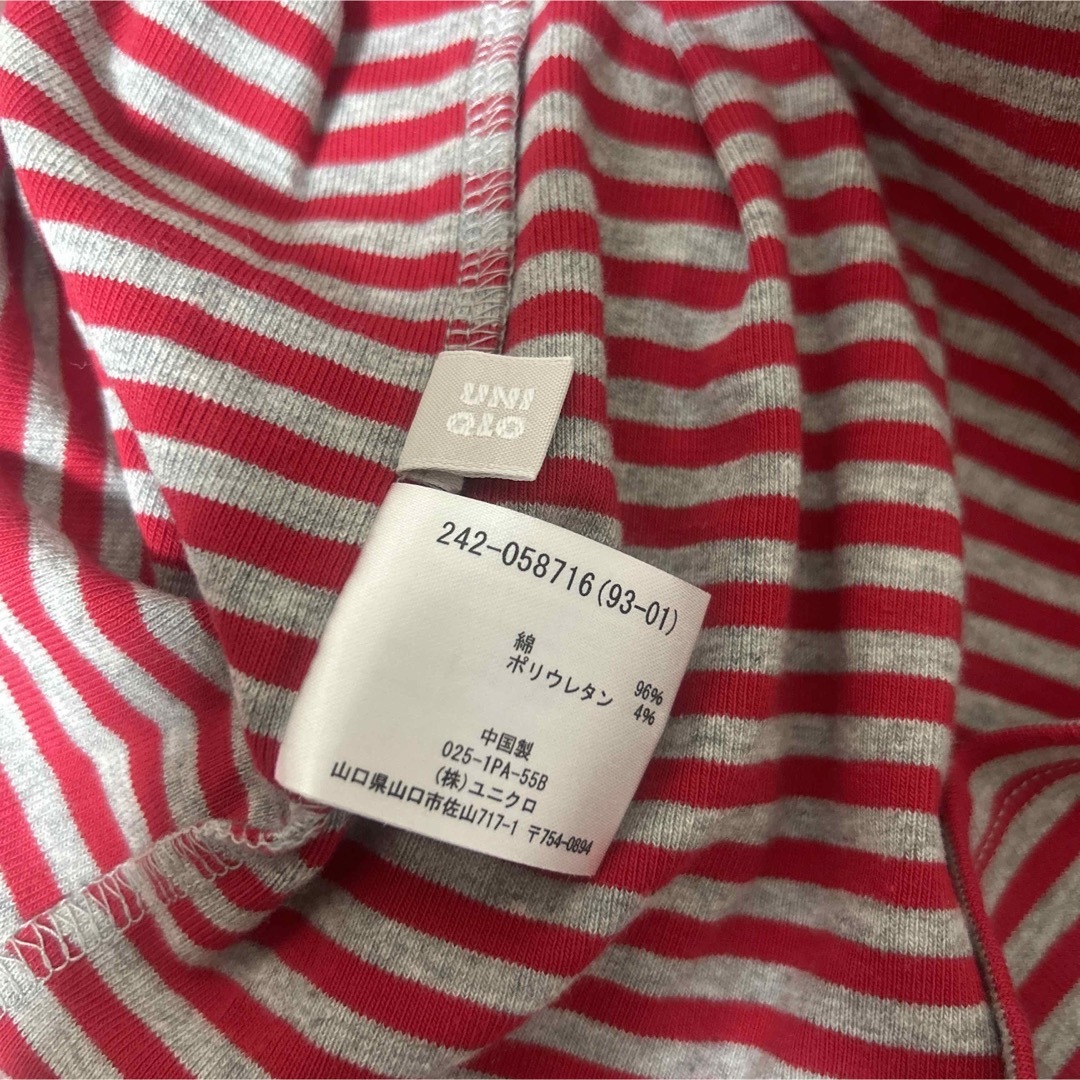 UNI
QLO
242-058716(93-01)
綿 96%
ポリウレタン 4%
中国製
025-1PA-55B
(株)ユニクロ
山口県山口市佐山717-1 〒754-0894